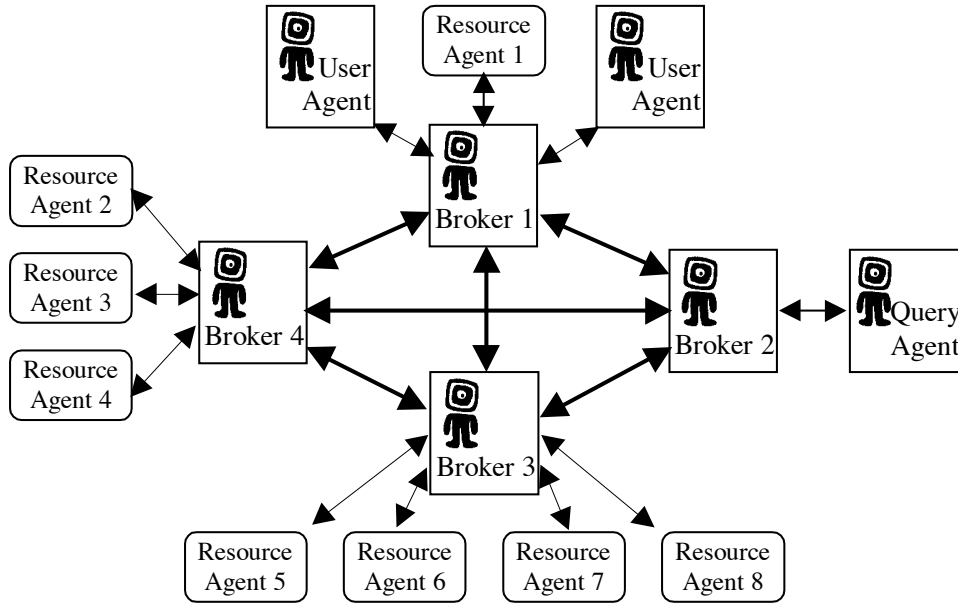 User
Agent
Resource
Agent 1
User
Agent
Resource
Agent 2
Broker 1
Resource
Agent 3
Broker 4
Broker 2
Query
Agent
Resource
Agent 4
Broker 3
Resource
Agent 5
Resource
Agent 6
Resource
Agent 7
Resource
Agent 8